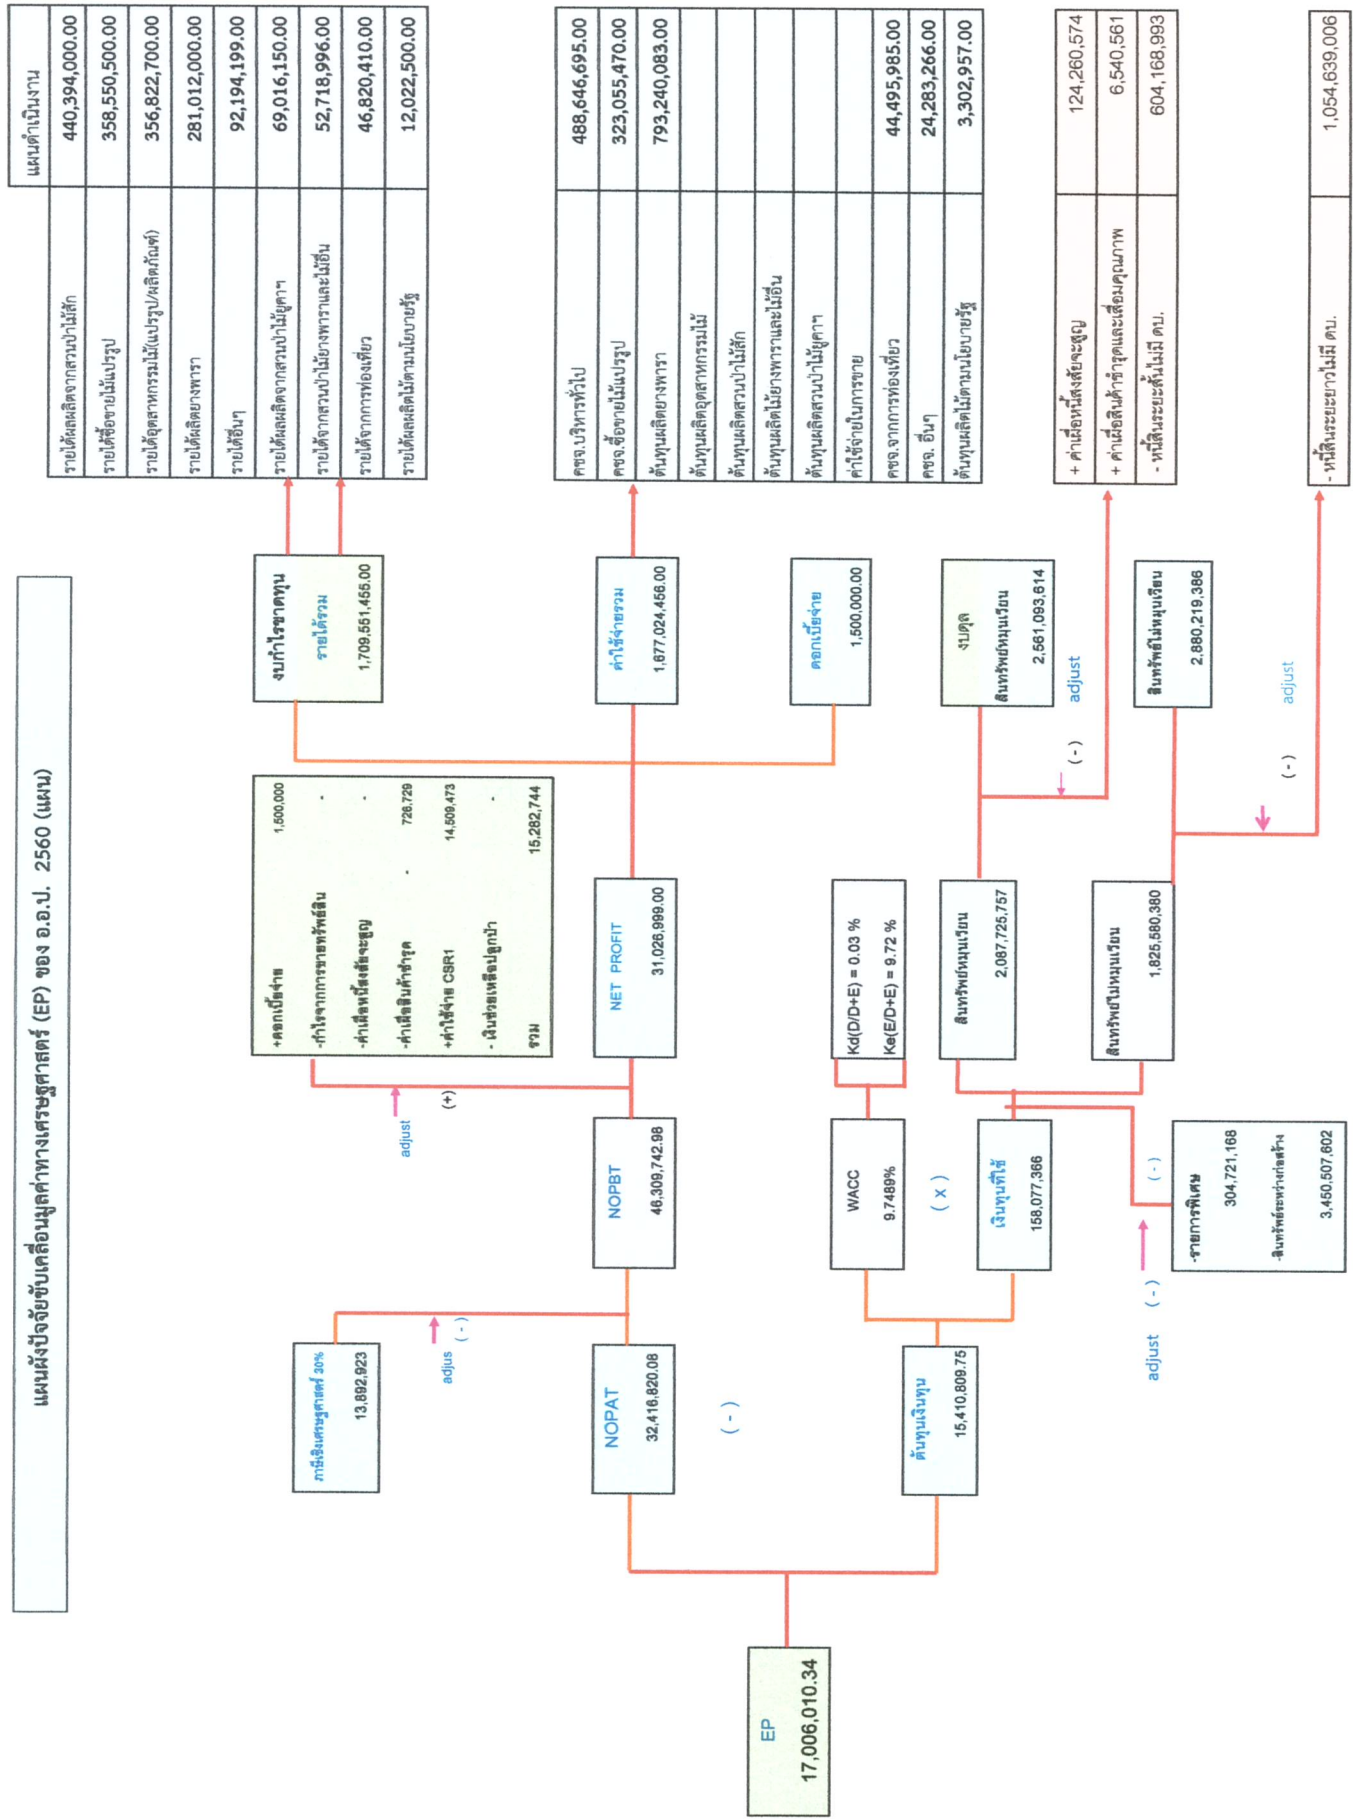 แผนผังปัจจัยขับเคลื่อนมูลค่าทางเศรษฐศาสตร์ (EP) ของ อ.อ.ป. 2560 (แผน)
แผนดำเนินงาน
รายได้ผลผลิตจากสวนป่าไม้สัก 440,394,000.00
รายได้ซื้อขายไม้แปรรูป 358,550,500.00
รายได้อุตสาหกรรมไม้(แปรรูป/ผลิตภัณฑ์) 356,822,700.00
รายได้ผลิตยางพารา 281,012,000.00
รายได้อื่นๆ 92,194,199.00
รายได้ผลผลิตจากสวนป่าไม้ยูคาฯ 69,016,150.00
รายได้จากสวนป่าไม้ยางพาราและไม้อื่น 52,718,996.00
รายได้จากการท่องเที่ยว 46,820,410.00
รายได้ผลผลิตไม้ตามนโยบายรัฐ 12,022,500.00
งบกำไรขาดทุน
รายได้รวม
1,709,551,455.00
+ดอกเบี้ยจ่าย 1,500,000
-กำไรจากการขายทรัพย์สิน -
-ค่าเผื่อหนี้สงสัยจะสูญ -
-ค่าเผื่อสินค้าชำรุด - 726,729
+ค่าใช้จ่าย CSR1 14,509,473
- เงินช่วยเหลือปลูกป่า -
รวม 15,282,744
ภาษีเชิงเศรษฐศาสตร์ 30%
13,892,923
adjus
( - )
adjust
(+)
NOPAT
32,416,820.08
NOPBT
46,309,742.98
NET PROFIT
31,026,999.00
ค่าใช้จ่ายรวม
1,677,024,456.00
คชจ.บริหารทั่วไป 488,646,695.00
คชจ.ซื้อขายไม้แปรรูป 323,055,470.00
ต้นทุนผลิตยางพารา 793,240,083.00
ต้นทุนผลิตอุตสาหกรรมไม้
ต้นทุนผลิตสวนป่าไม้สัก
ต้นทุนผลิตไม้ยางพาราและไม้อื่น
ต้นทุนผลิตสวนป่าไม้ยูคาฯ
ค่าใช้จ่ายในการขาย
คชจ.จากการท่องเที่ยว 44,495,985.00
คชจ. อื่นๆ 24,283,266.00
ต้นทุนผลิตไม้ตามนโยบายรัฐ 3,302,957.00
( - )
ดอกเบี้ยจ่าย
1,500,000.00
EP
17,006,010.34
WACC
9.7489%
Kd(D/D+E) = 0.03 %
Ke(E/D+E) = 9.72 %
( x )
ต้นทุนเงินทุน
15,410,809.75
เงินทุนที่ใช้
158,077,366
สินทรัพย์หมุนเวียน
2,087,725,757
งบดุล
สินทรัพย์หมุนเวียน
2,561,093,614
( - )
adjust
+ ค่าเผื่อหนี้สงสัยจะสูญ 124,260,574
+ ค่าเผื่อสินค้าชำรุดและเสื่อมคุณภาพ 6,540,561
- หนี้สินระยะสั้นไม่มี ดบ. 604,168,993
สินทรัพย์ไม่หมุนเวียน
1,825,580,380
สินทรัพย์ไม่หมุนเวียน
2,880,219,386
adjust
( - )
( - )
-รายการพิเศษ
304,721,168
-สินทรัพย์ระหว่างก่อสร้าง
3,450,507,602
( - )
adjust
- หนี้สินระยะยาวไม่มี ดบ. 1,054,639,006